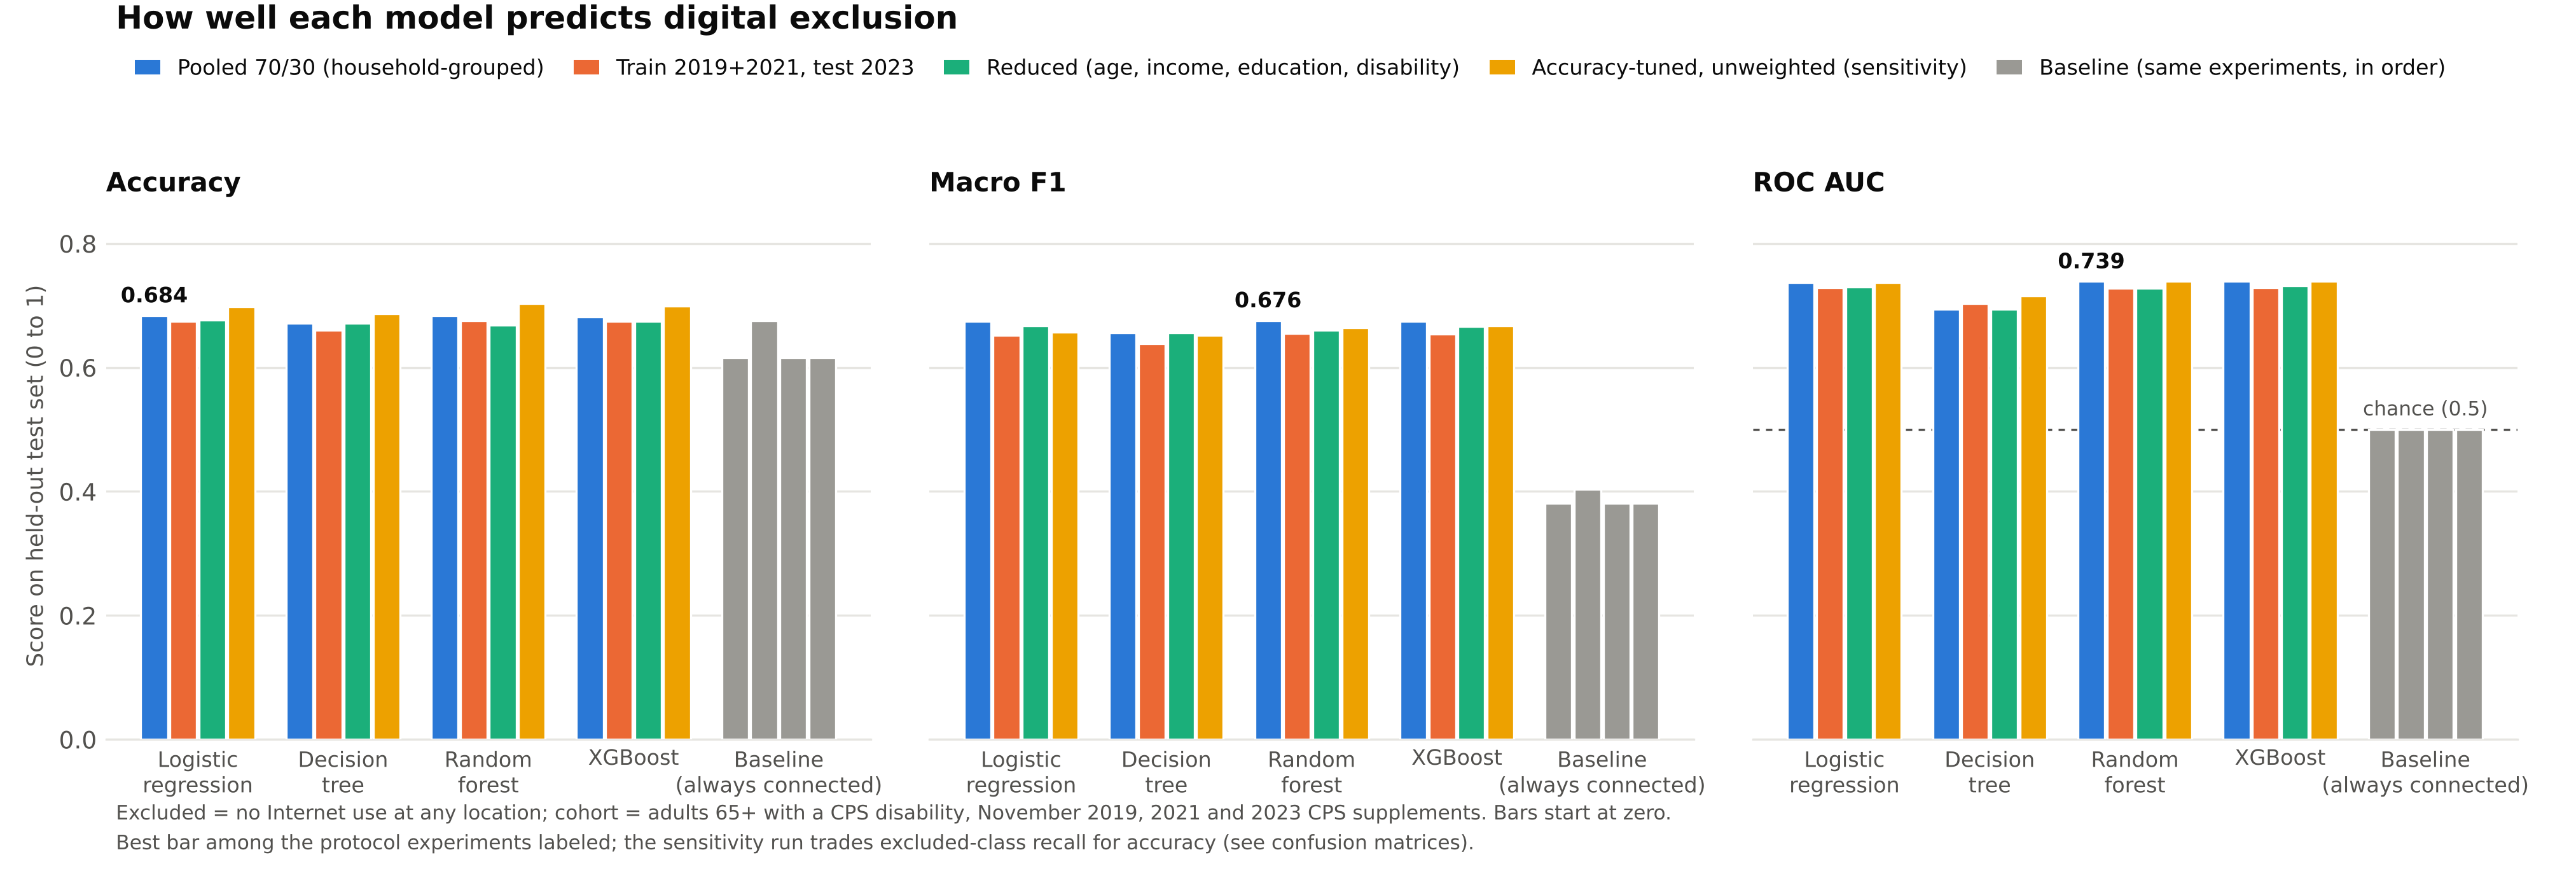 How well each model predicts digital exclusion
Pooled 70/30 (household-grouped)
Train 2019+2021, test 2023
Reduced (age, income, education, disability)
Accuracy-tuned, unweighted (sensitivity)
Baseline (same experiments, in order)
Accuracy
Score on held-out test set (0 to 1)
0.8
0.6
0.4
0.2
0.0
0.684
Logistic
regression
Decision
tree
Random
forest
XGBoost
Baseline
(always connected)
Macro F1
0.676
Logistic
regression
Decision
tree
Random
forest
XGBoost
Baseline
(always connected)
ROC AUC
0.739
chance (0.5)
Logistic
regression
Decision
tree
Random
forest
XGBoost
Baseline
(always connected)
Excluded = no Internet use at any location; cohort = adults 65+ with a CPS disability, November 2019, 2021 and 2023 CPS supplements. Bars start at zero.
Best bar among the protocol experiments labeled; the sensitivity run trades excluded-class recall for accuracy (see confusion matrices).